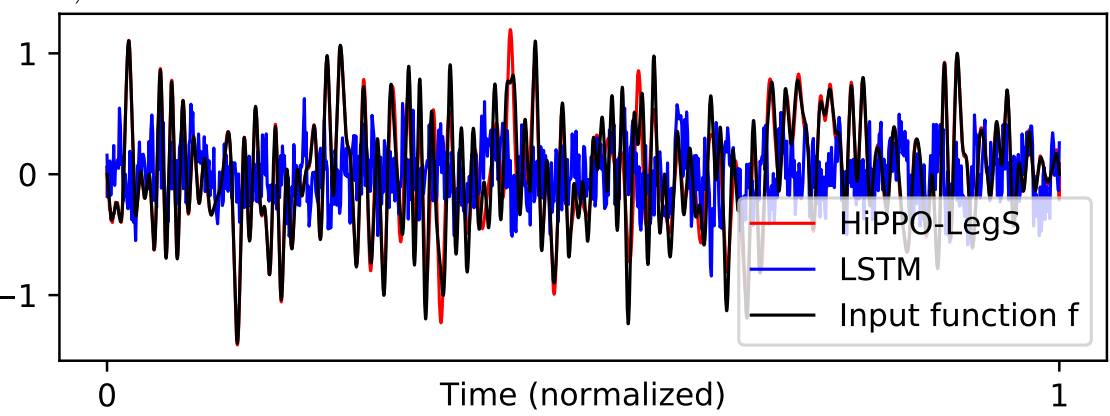 1
0
−1
HiPPO-LegS
LSTM
Input function f
0 Time (normalized) 1